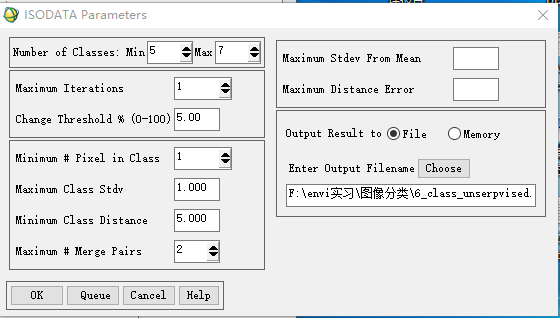 ISODATA Parameters
Number of Classes: Min 5 Max 7
Maximum Iterations 1
Change Threshold % (0-100) 5.00
Minimum # Pixel in Class 1
Maximum Class Stdv 1.000
Minimum Class Distance 5.000
Maximum # Merge Pairs 2
Maximum Stdev From Mean
Maximum Distance Error
Output Result to File Memory
Enter Output Filename Choose
F:\envi实习\图像分类\6_class_unserpvised.
OK Queue Cancel Help